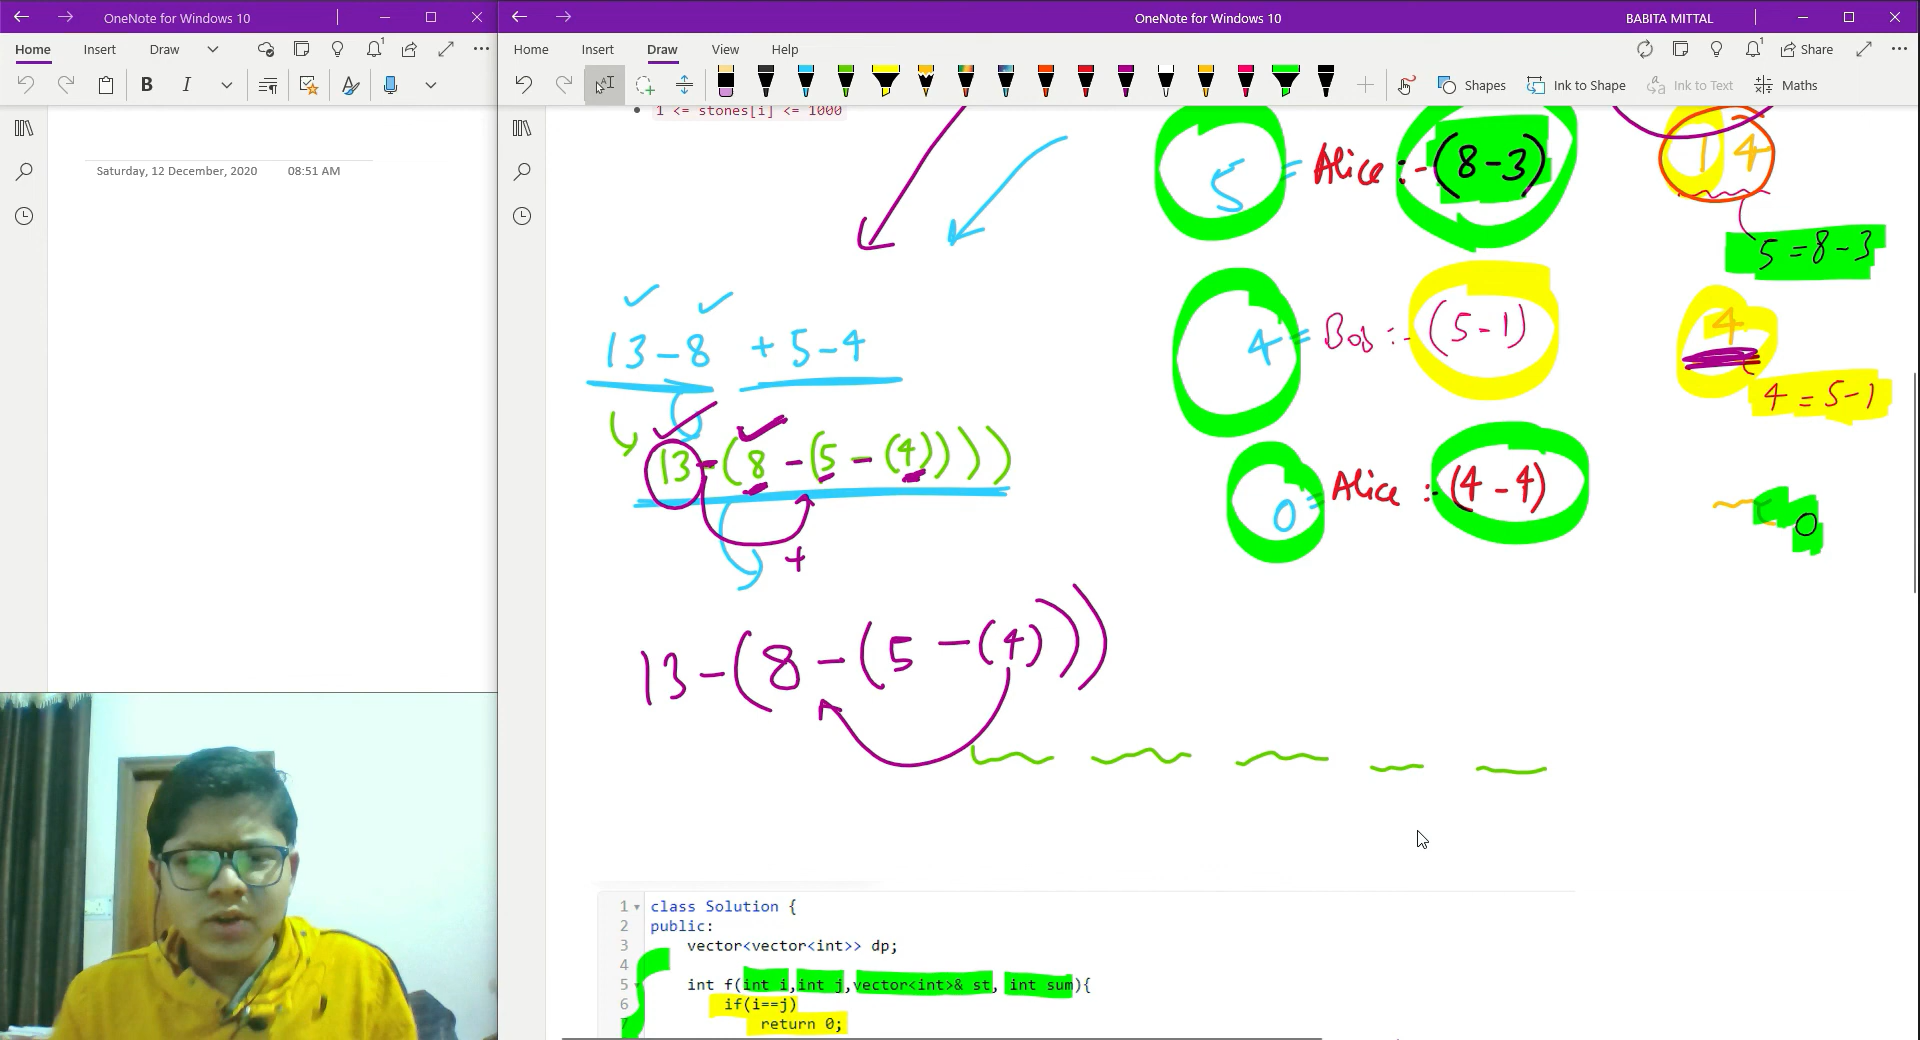 OneNote for Windows 10
Home Insert Draw
B I
Saturday, 12 December, 2020 08:51 AM
OneNote for Windows 10 BABITA MITTAL
Home Insert Draw View Help Share
Shapes Ink to Shape Ink to Text Maths
1 <= stones[i] <= 1000
5 = Alice :- (8-3)
14
5 = 8-3
13-8 +5-4
4 = Bob :- (5-1)
4
4 = 5-1
13-(8-(5-(4))))
+
0 = Alice :- (4-4)
0
13-(8-(5-(4)))
1 class Solution {
2 public:
3 vector<vector<int>> dp;
4
5 int f(int i,int j,vector<int>& st, int sum){
6 if(i==j)
7 return 0;